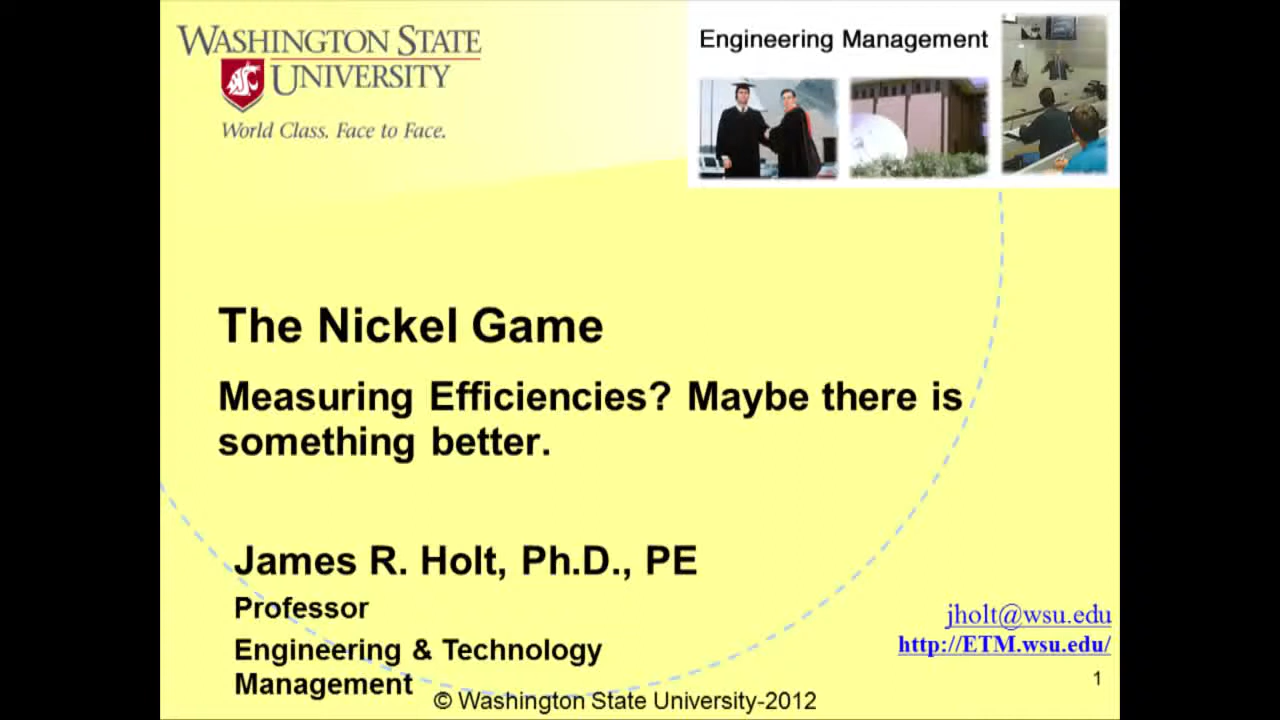 WASHINGTON STATE
UNIVERSITY
World Class. Face to Face.
Engineering Management
The Nickel Game
Measuring Efficiencies? Maybe there is
something better.
James R. Holt, Ph.D., PE
Professor
Engineering & Technology
Management
jholt@wsu.edu
http://ETM.wsu.edu/
1
© Washington State University-2012